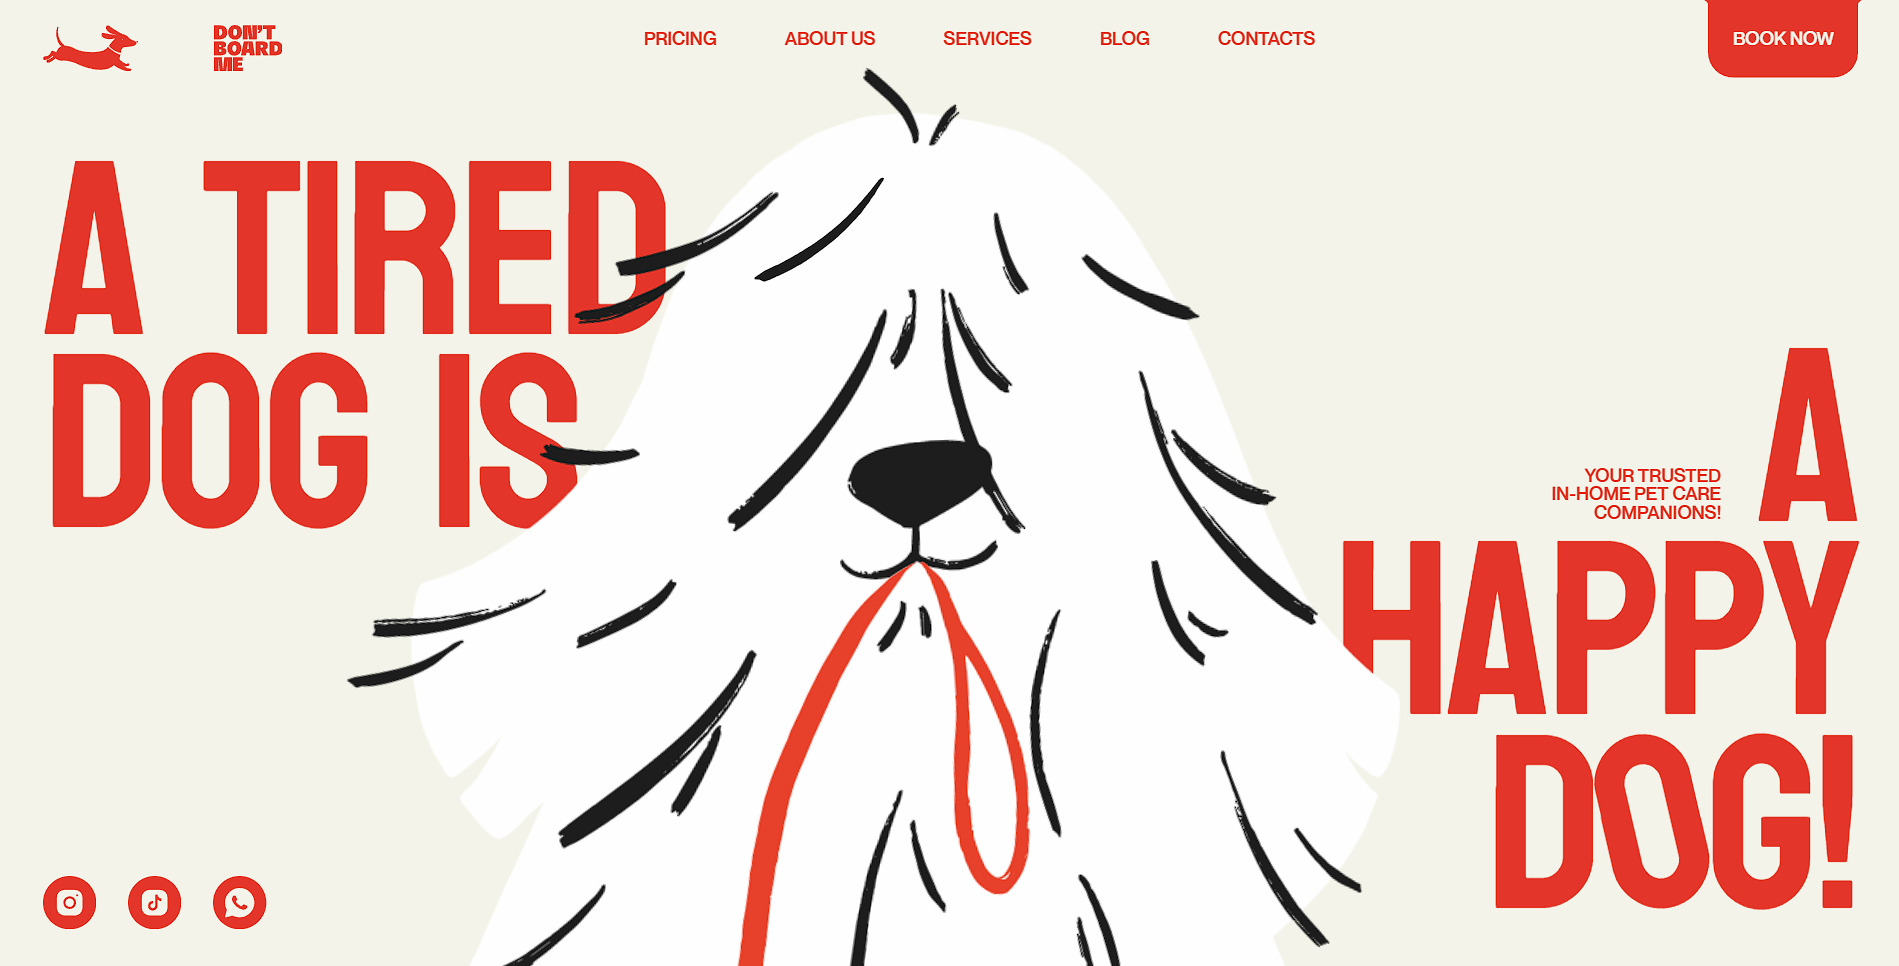 DON'T
BOARD
ME
PRICING
ABOUT US
SERVICES
BLOG
CONTACTS
BOOK NOW
A TIRED
DOG IS
A
YOUR TRUSTED
IN-HOME PET CARE
COMPANIONS!
HAPPY
DOG!